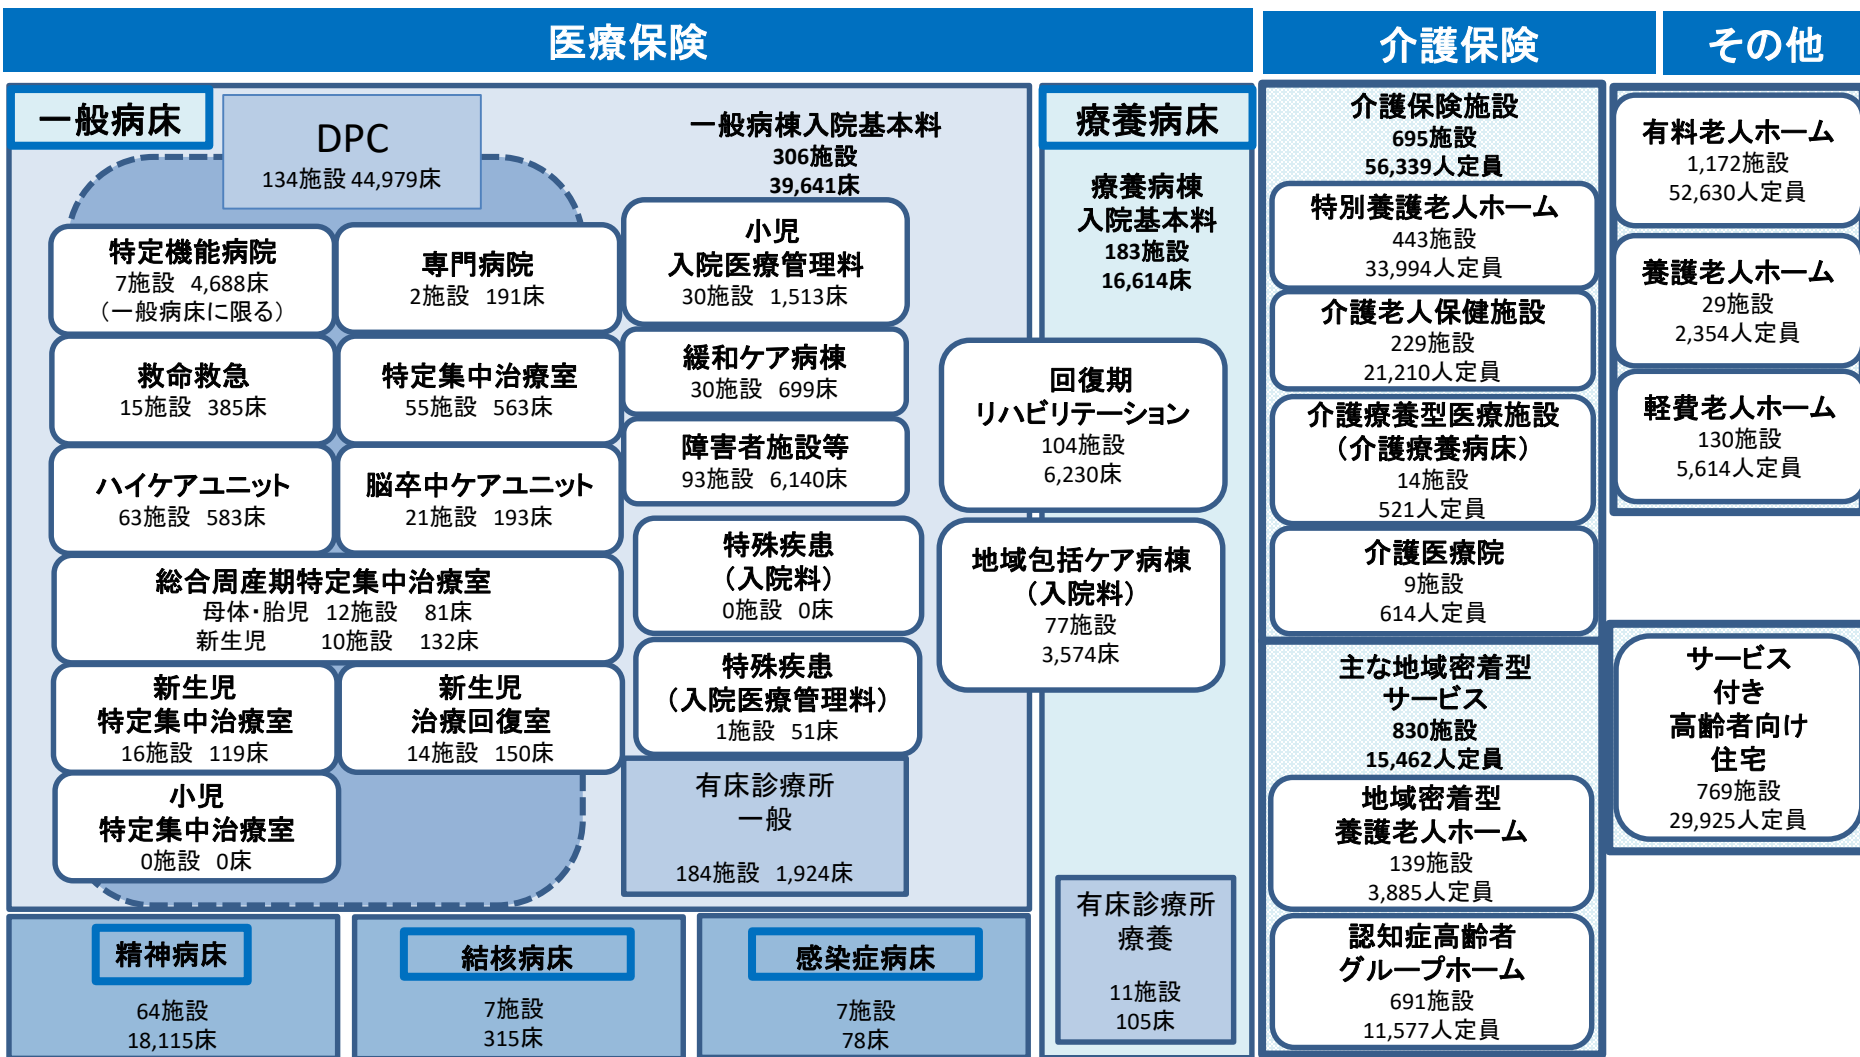 医療保険
介護保険
その他
一般病床
DPC
134施設 44,979床
一般病棟入院基本料
306施設
39,641床
特定機能病院
7施設 4,688床
（一般病床に限る）
専門病院
2施設 191床
救命救急
15施設 385床
特定集中治療室
55施設 563床
ハイケアユニット
63施設 583床
脳卒中ケアユニット
21施設 193床
総合周産期特定集中治療室
母体・胎児 12施設 81床
新生児 10施設 132床
新生児
特定集中治療室
16施設 119床
新生児
治療回復室
14施設 150床
小児
特定集中治療室
0施設 0床
小児
入院医療管理料
30施設 1,513床
緩和ケア病棟
30施設 699床
障害者施設等
93施設 6,140床
特殊疾患
（入院料）
0施設 0床
特殊疾患
（入院医療管理料）
1施設 51床
有床診療所
一般
184施設 1,924床
療養病床
療養病棟
入院基本料
183施設
16,614床
回復期
リハビリテーション
104施設
6,230床
地域包括ケア病棟
（入院料）
77施設
3,574床
有床診療所
療養
11施設
105床
精神病床
64施設
18,115床
結核病床
7施設
315床
感染症病床
7施設
78床
介護保険施設
695施設
56,339人定員
特別養護老人ホーム
443施設
33,994人定員
介護老人保健施設
229施設
21,210人定員
介護療養型医療施設
（介護療養病床）
14施設
521人定員
介護医療院
9施設
614人定員
主な地域密着型
サービス
830施設
15,462人定員
地域密着型
養護老人ホーム
139施設
3,885人定員
認知症高齢者
グループホーム
691施設
11,577人定員
有料老人ホーム
1,172施設
52,630人定員
養護老人ホーム
29施設
2,354人定員
軽費老人ホーム
130施設
5,614人定員
サービス
付き
高齢者向け
住宅
769施設
29,925人定員